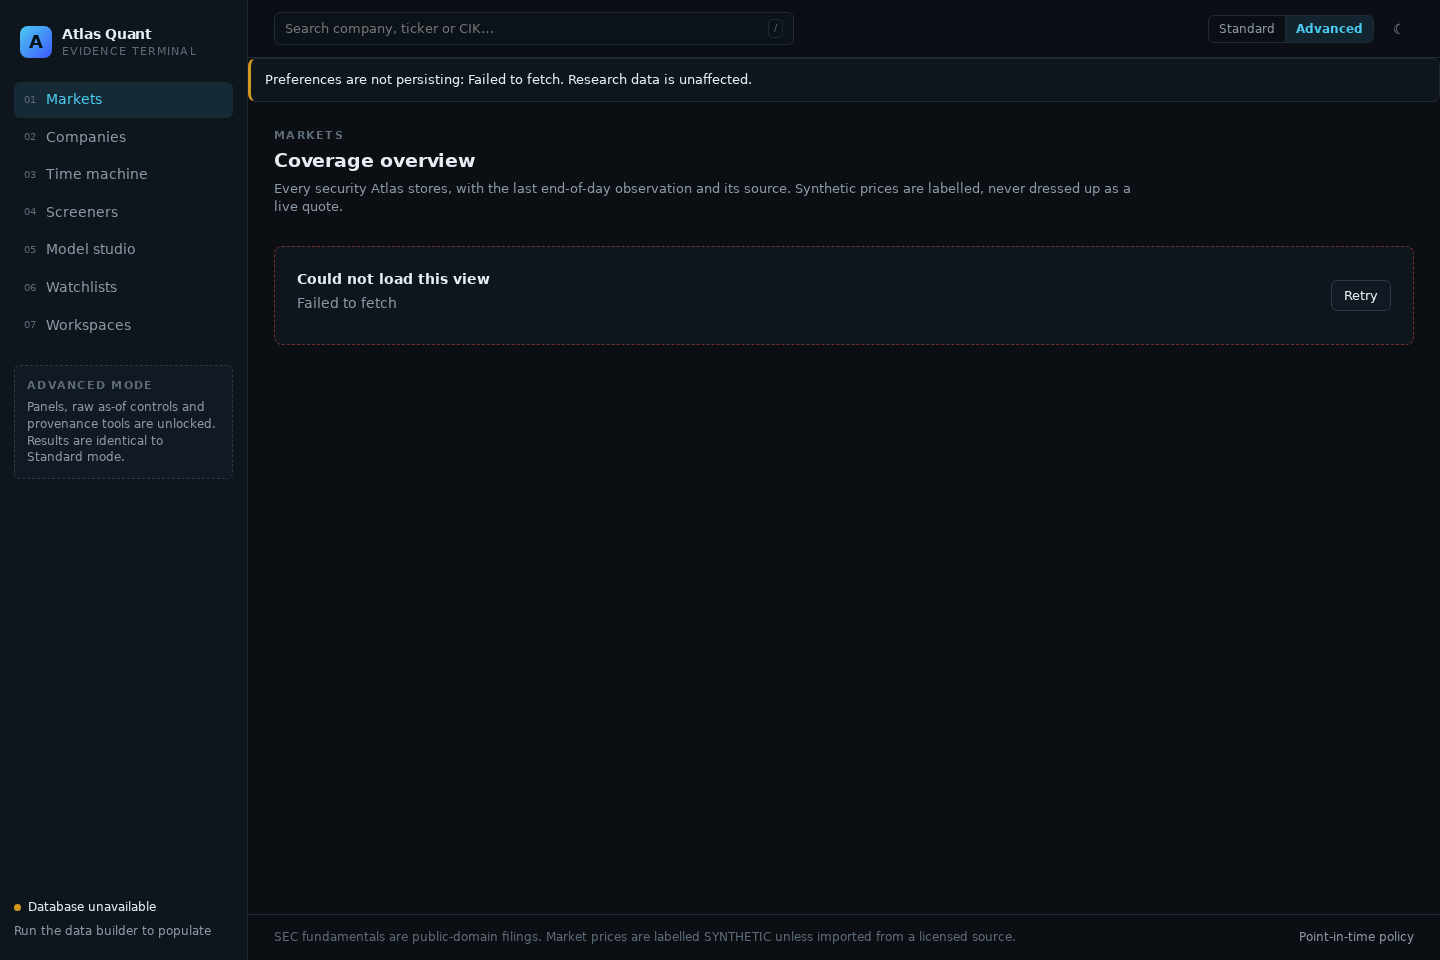 A
Atlas Quant
EVIDENCE TERMINAL
01 Markets
02 Companies
03 Time machine
04 Screeners
05 Model studio
06 Watchlists
07 Workspaces
ADVANCED MODE
Panels, raw as-of controls and
provenance tools are unlocked.
Results are identical to
Standard mode.
Database unavailable
Run the data builder to populate
Search company, ticker or CIK...
/
Standard
Advanced
Preferences are not persisting: Failed to fetch. Research data is unaffected.
MARKETS
Coverage overview
Every security Atlas stores, with the last end-of-day observation and its source. Synthetic prices are labelled, never dressed up as a
live quote.
Could not load this view
Failed to fetch
Retry
SEC fundamentals are public-domain filings. Market prices are labelled SYNTHETIC unless imported from a licensed source.
Point-in-time policy